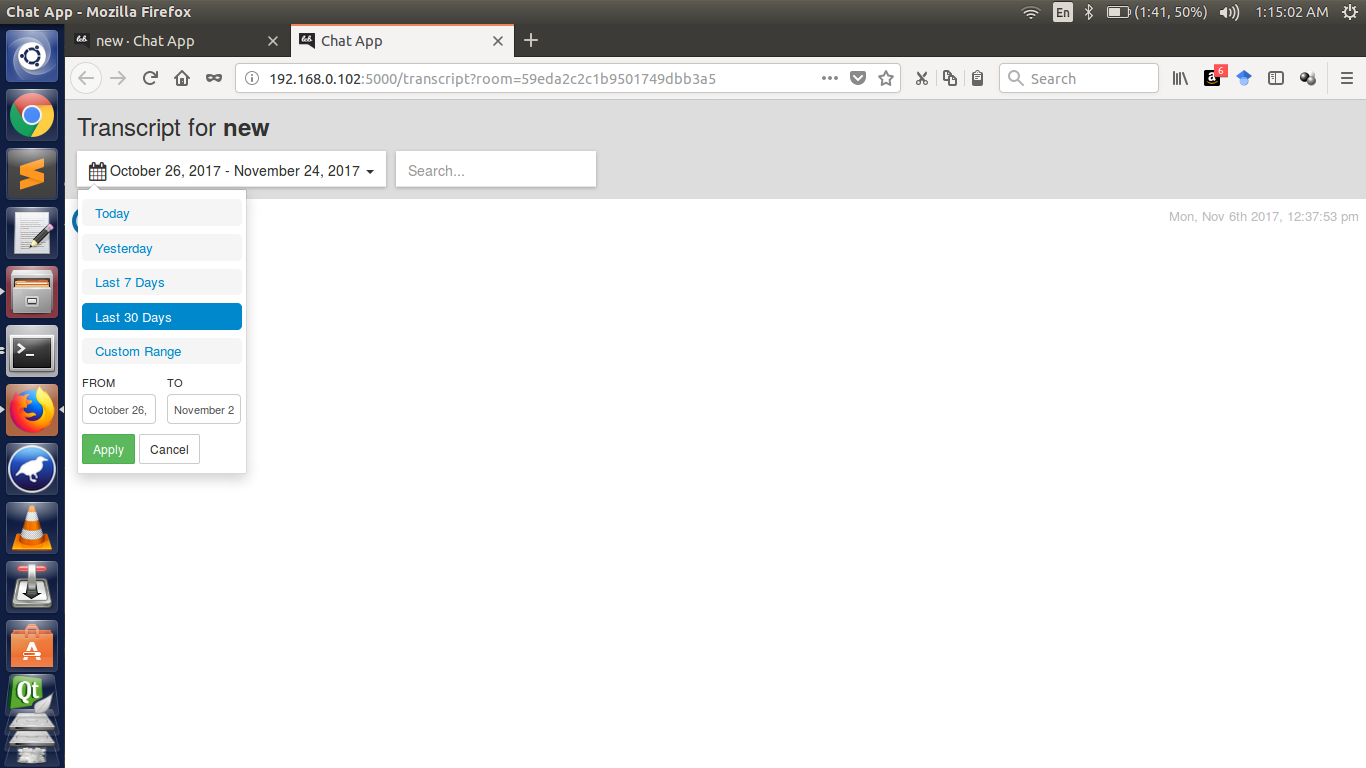 Chat App - Mozilla Firefox
En
(1:41, 50%)
1:15:02 AM
new · Chat App
Chat App
192.168.0.102:5000/transcript?room=59eda2c2c1b9501749dbb3a5
Search
6
Transcript for new
October 26, 2017 - November 24, 2017
Search...
Mon, Nov 6th 2017, 12:37:53 pm
Today
Yesterday
Last 7 Days
Last 30 Days
Custom Range
FROM
TO
October 26,
November 2
Apply
Cancel
Qt